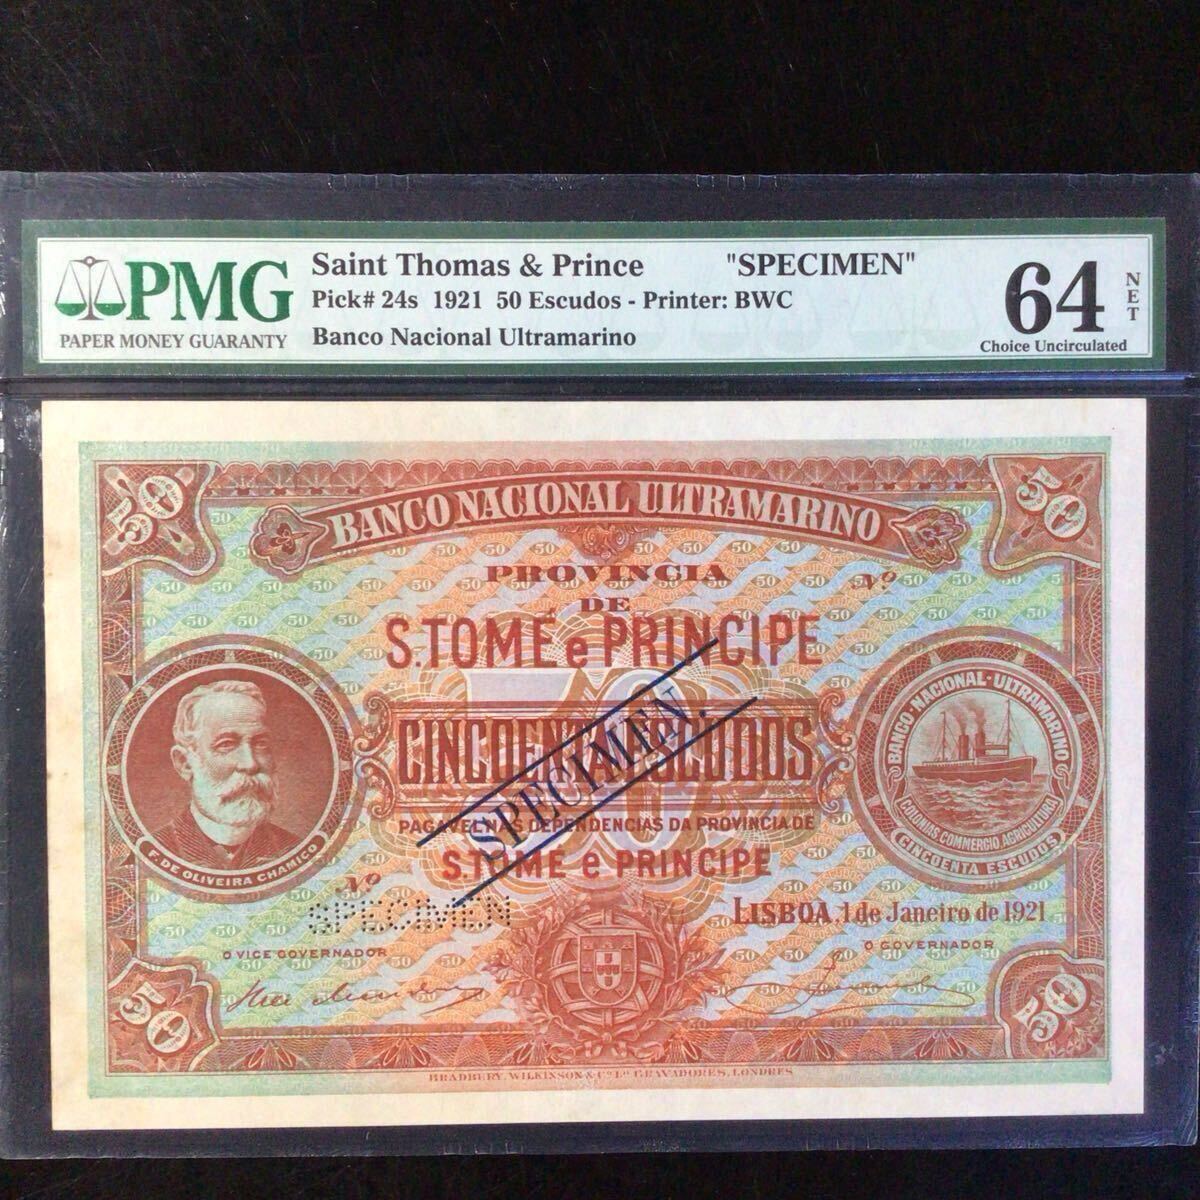 PMG
PAPER MONEY GUARANTY
Saint Thomas & Prince "SPECIMEN"
Pick# 24s 1921 50 Escudos - Printer: BWC
Banco Nacional Ultramarino
64
NET
Choice Uncirculated
50
50
BANCO NACIONAL ULTRAMARINO
PROVINCIA
Nº
DE
S. TOMÉ e PRINCIPE
50
CINCOENTA ESCUDOS
SPECIMEN.
PAGAVEL NAS DEPENDENCIAS DA PROVINCIA DE
S. TOMÉ e PRINCIPE
F. DE OLIVEIRA CHAMICO
BANCO · NACIONAL · ULTRAMARINO
COLONIAS, COMMERCIO, AGRICULTURA
CINCOENTA ESCUDOS
Nº
SPECIMEN
LISBOA, 1 de Janeiro de 1921
O VICE GOVERNADOR
O GOVERNADOR
50
50
BRADBURY, WILKINSON & Cº Lº GRAVADORES, LONDRES